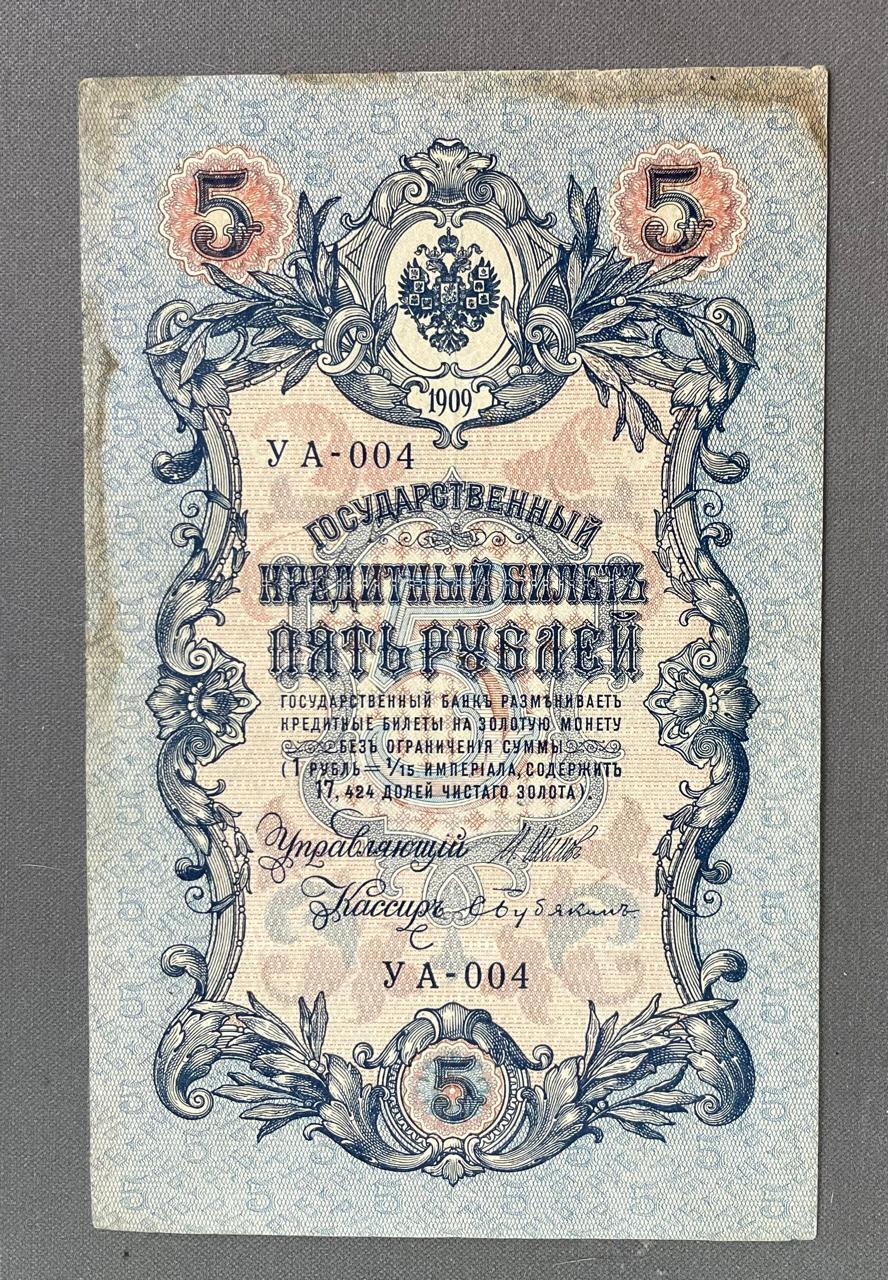 5 5
1909
УА-004
ГОСУДАРСТВЕННЫЙ
КРЕДИТНЫЙ БИЛЕТЪ
ПЯТЬ РУБЛЕЙ
ГОСУДАРСТВЕННЫЙ БАНКЪ РАЗМѢНИВАЕТЪ
КРЕДИТНЫЕ БИЛЕТЫ НА ЗОЛОТУЮ МОНЕТУ
БЕЗЪ ОГРАНИЧЕНІЯ СУММЫ
(1 РУБЛЬ = 1/15 ИМПЕРІАЛА, СОДЕРЖИТЪ
17,424 ДОЛЕЙ ЧИСТАГО ЗОЛОТА).
Управляющій
Кассиръ
УА-004
5